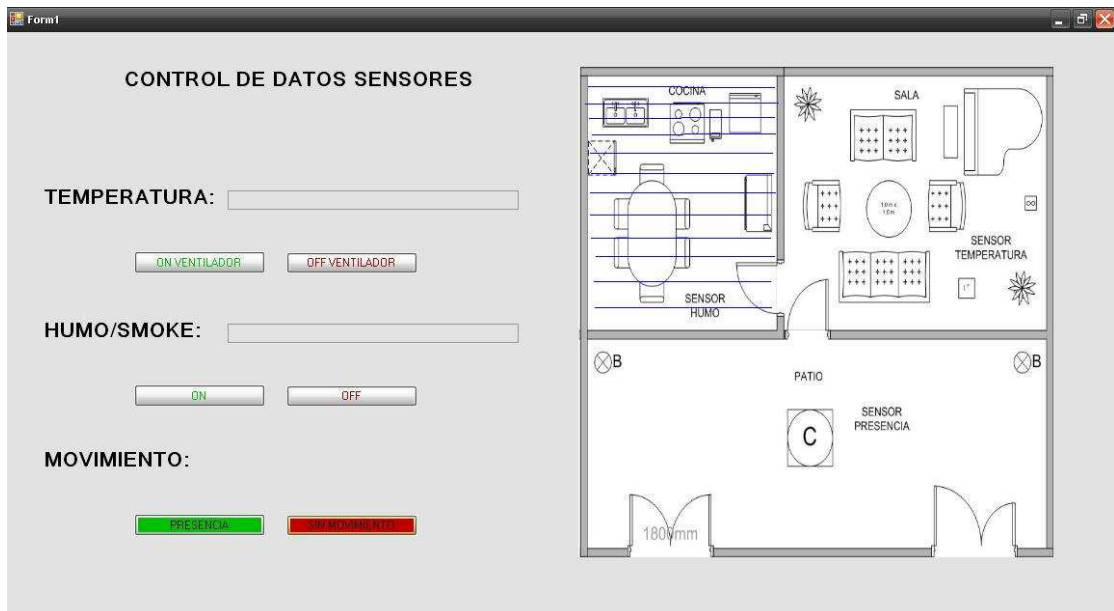 Form1
CONTROL DE DATOS SENSORES
TEMPERATURA:
ON VENTILADOR
OFF VENTILADOR
HUMO/SMOKE:
ON
OFF
MOVIMIENTO:
PRESENCIA
SIN MOVIMIENTO
COCINA
SALA
SENSOR
TEMPERATURA
SENSOR
HUMO
B
B
PATIO
SENSOR
PRESENCIA
C
1800mm